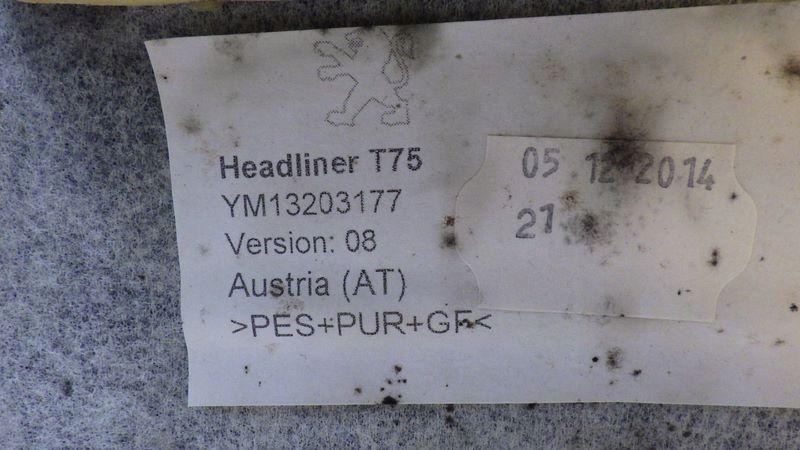 Headliner T75
YM13203177
Version: 08
Austria (AT)
>PES+PUR+GF<
05 12 2014
21